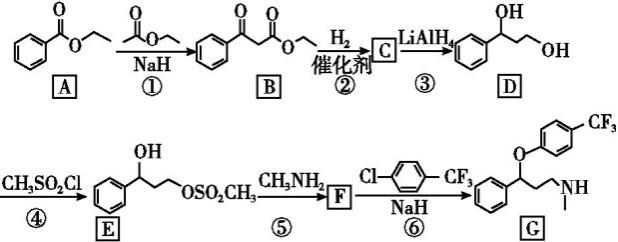 O O O O OH
O O H₂ LiAlH₄
O NaH O 催化剂 C OH
A ① B ② ③ D
OH O CF₃
CH₃SO₂Cl OSO₂CH₃ CH₃NH₂ F Cl CF₃ NH
④ E ⑤ NaH G
⑥